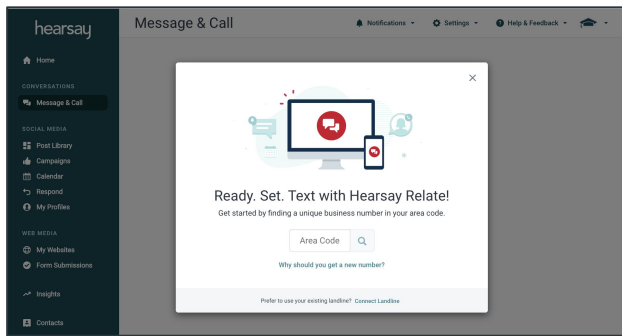 hearsay
Message & Call
Notifications
Settings
Help & Feedback
Home
CONVERSATIONS
Message & Call
SOCIAL MEDIA
Post Library
Campaigns
Calendar
Respond
My Profiles
WEB MEDIA
My Websites
Form Submissions
Insights
Contacts
Ready. Set. Text with Hearsay Relate!
Get started by finding a unique business number in your area code.
Area Code
Why should you get a new number?
Prefer to use your existing landline? Connect Landline